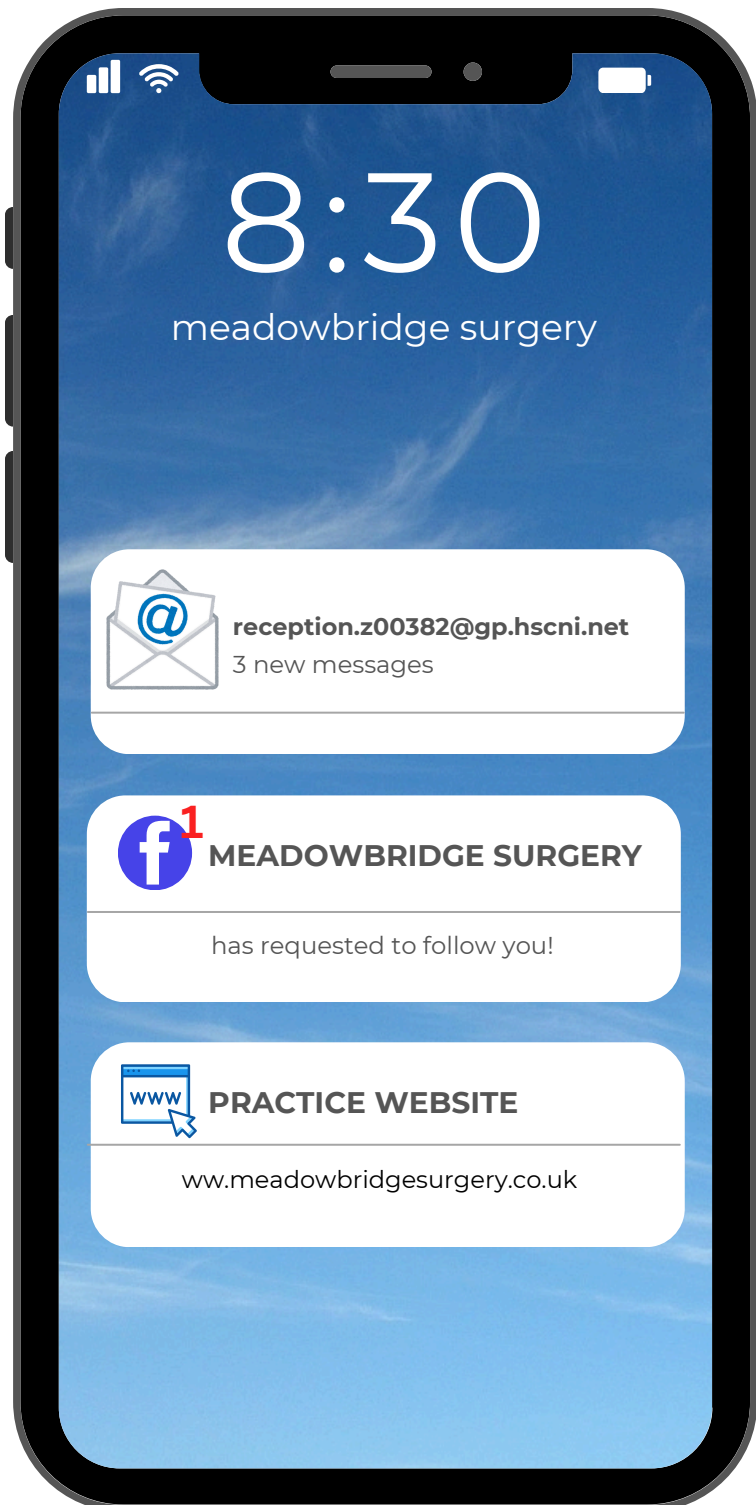 8:30
meadowbridge surgery
@
reception.z00382@gp.hscni.net
3 new messages
f 1
MEADOWBRIDGE SURGERY
has requested to follow you!
www
PRACTICE WEBSITE
ww.meadowbridgesurgery.co.uk